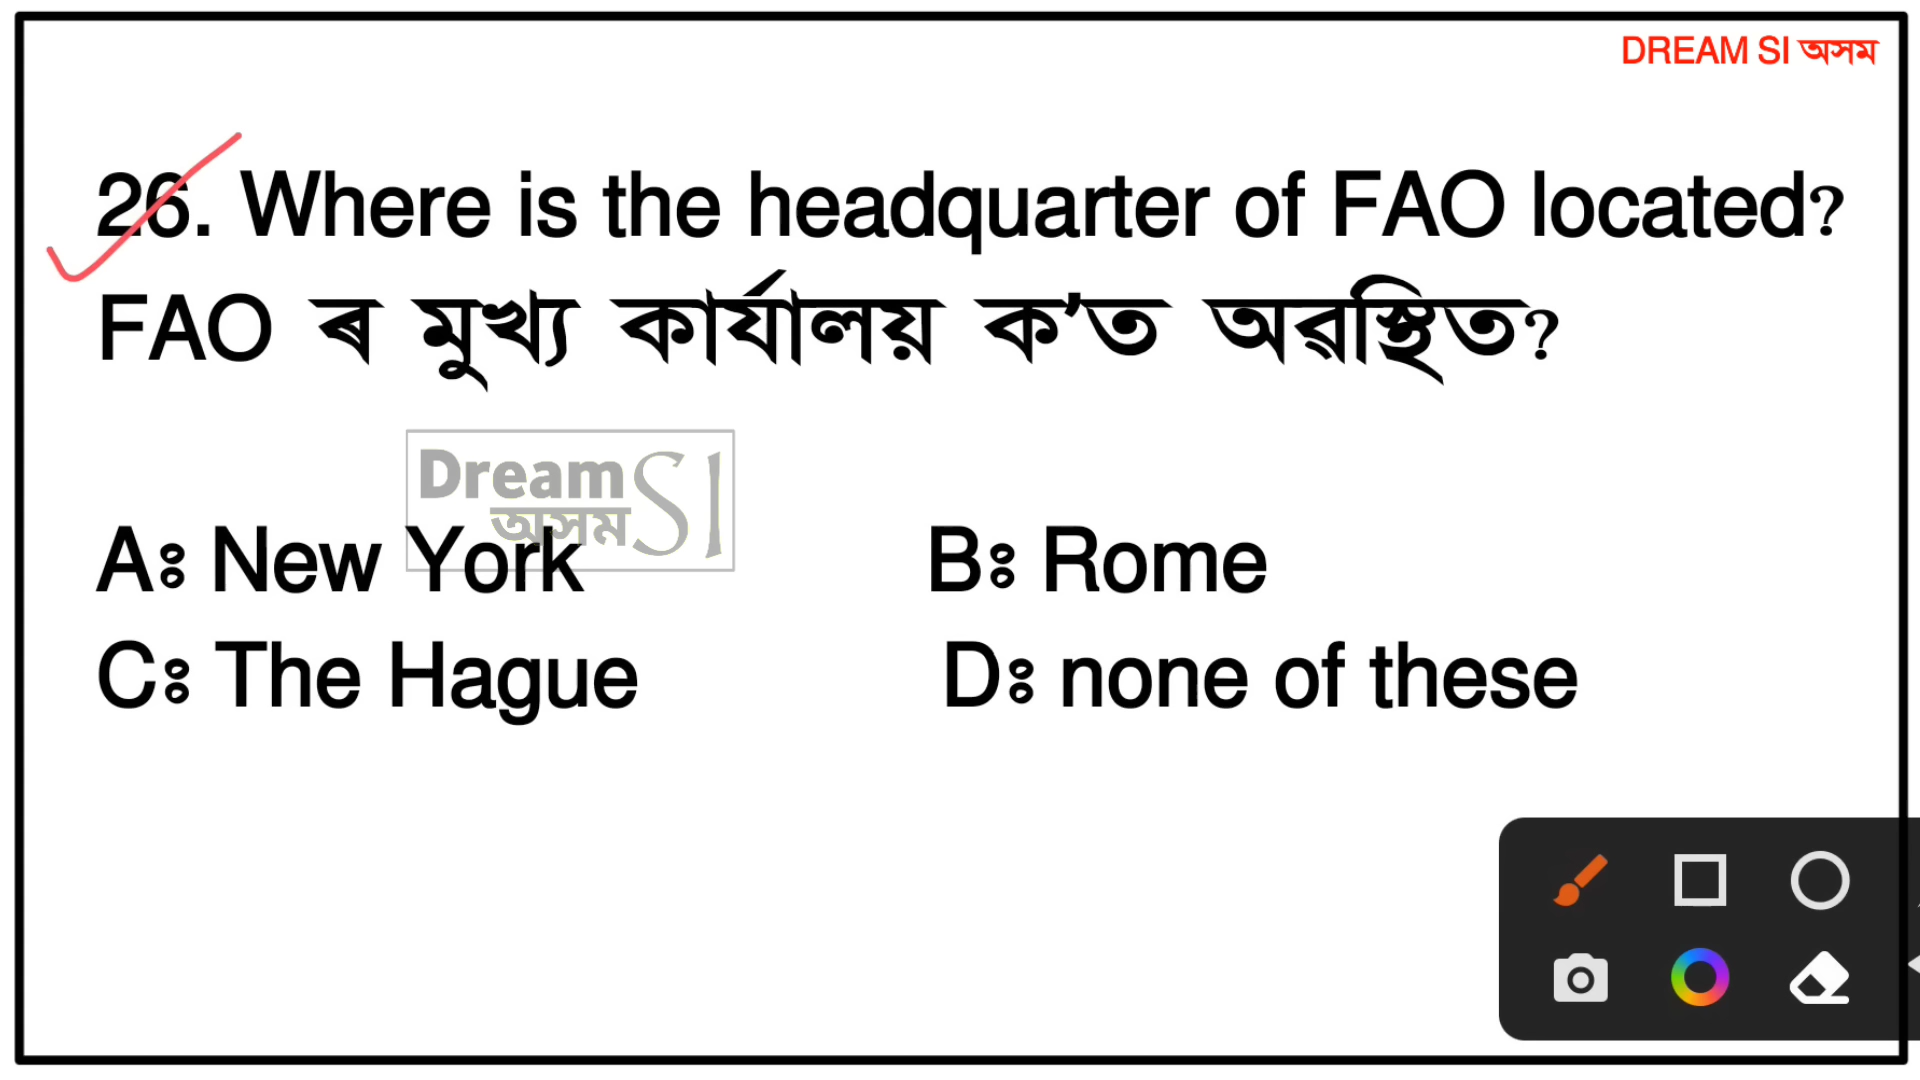 DREAM SI অসম
26. Where is the headquarter of FAO located?
FAO ৰ মুখ্য কাৰ্যালয় ক’ত অৱস্থিত?
Dream SI
অসম
Aঃ New York Bঃ Rome
Cঃ The Hague Dঃ none of these